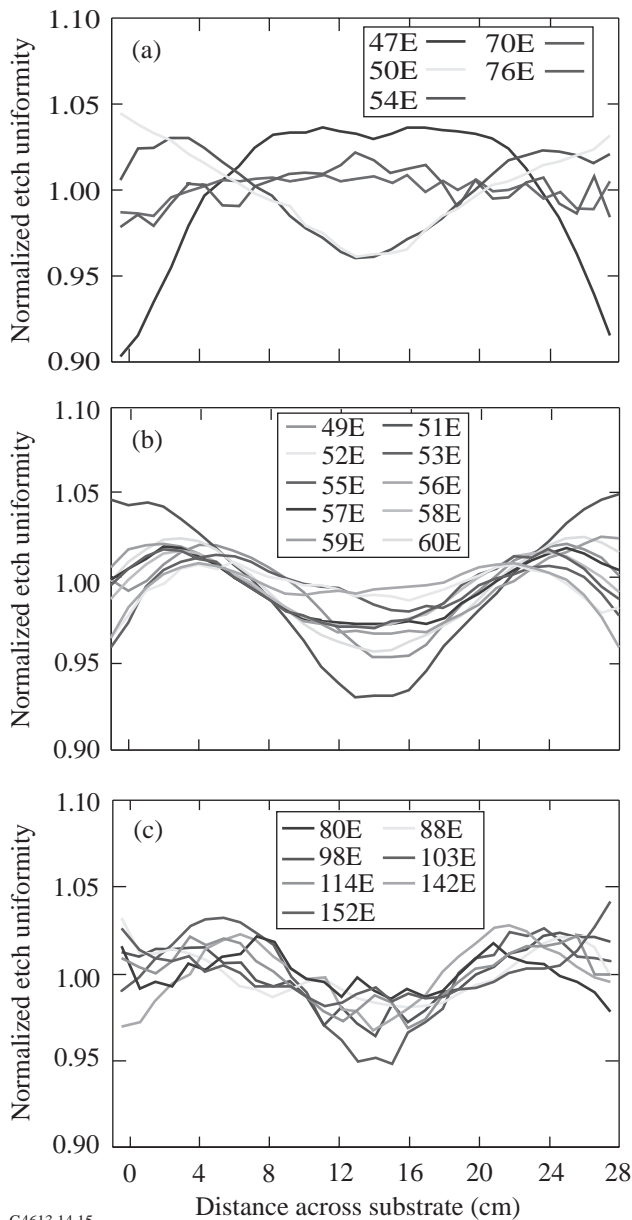 (a)
47E 70E
50E 76E
54E
Normalized etch uniformity
1.10
1.05
1.00
0.95
0.90
(b)
49E 51E
52E 53E
55E 56E
57E 58E
59E 60E
Normalized etch uniformity
1.10
1.05
1.00
0.95
0.90
(c)
80E 88E
98E 103E
114E 142E
152E
Normalized etch uniformity
1.10
1.05
1.00
0.95
0.90
0 4 8 12 16 20 24 28
Distance across substrate (cm)